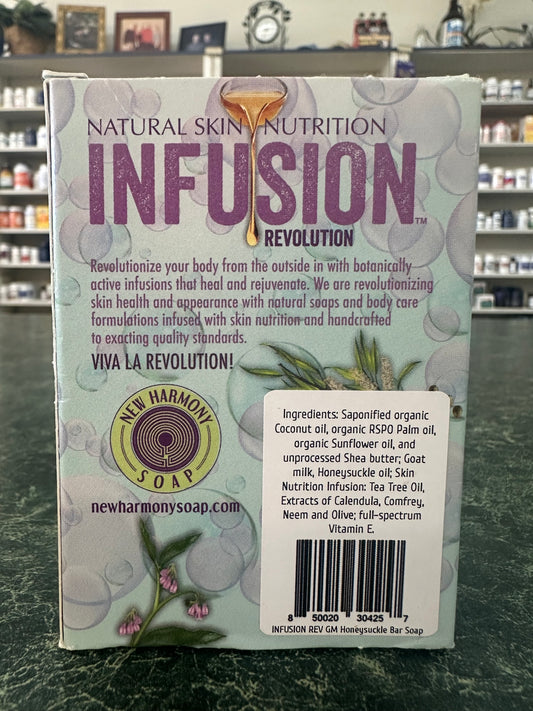 NATURAL SKIN NUTRITION
INFUSION™
REVOLUTION
Revolutionize your body from the outside in with botanically
active infusions that heal and rejuvenate. We are revolutionizing
skin health and appearance with natural soaps and body care
formulations infused with skin nutrition and handcrafted
to exacting quality standards.
VIVA LA REVOLUTION!
NEW HARMONY
SOAP
newharmonysoap.com
Ingredients: Saponified organic
Coconut oil, organic RSPO Palm oil,
organic Sunflower oil, and
unprocessed Shea butter; Goat
milk, Honeysuckle oil; Skin
Nutrition Infusion: Tea Tree Oil,
Extracts of Calendula, Comfrey,
Neem and Olive; full-spectrum
Vitamin E.
8 50020 30425 7
INFUSION REV GM Honeysuckle Bar Soap